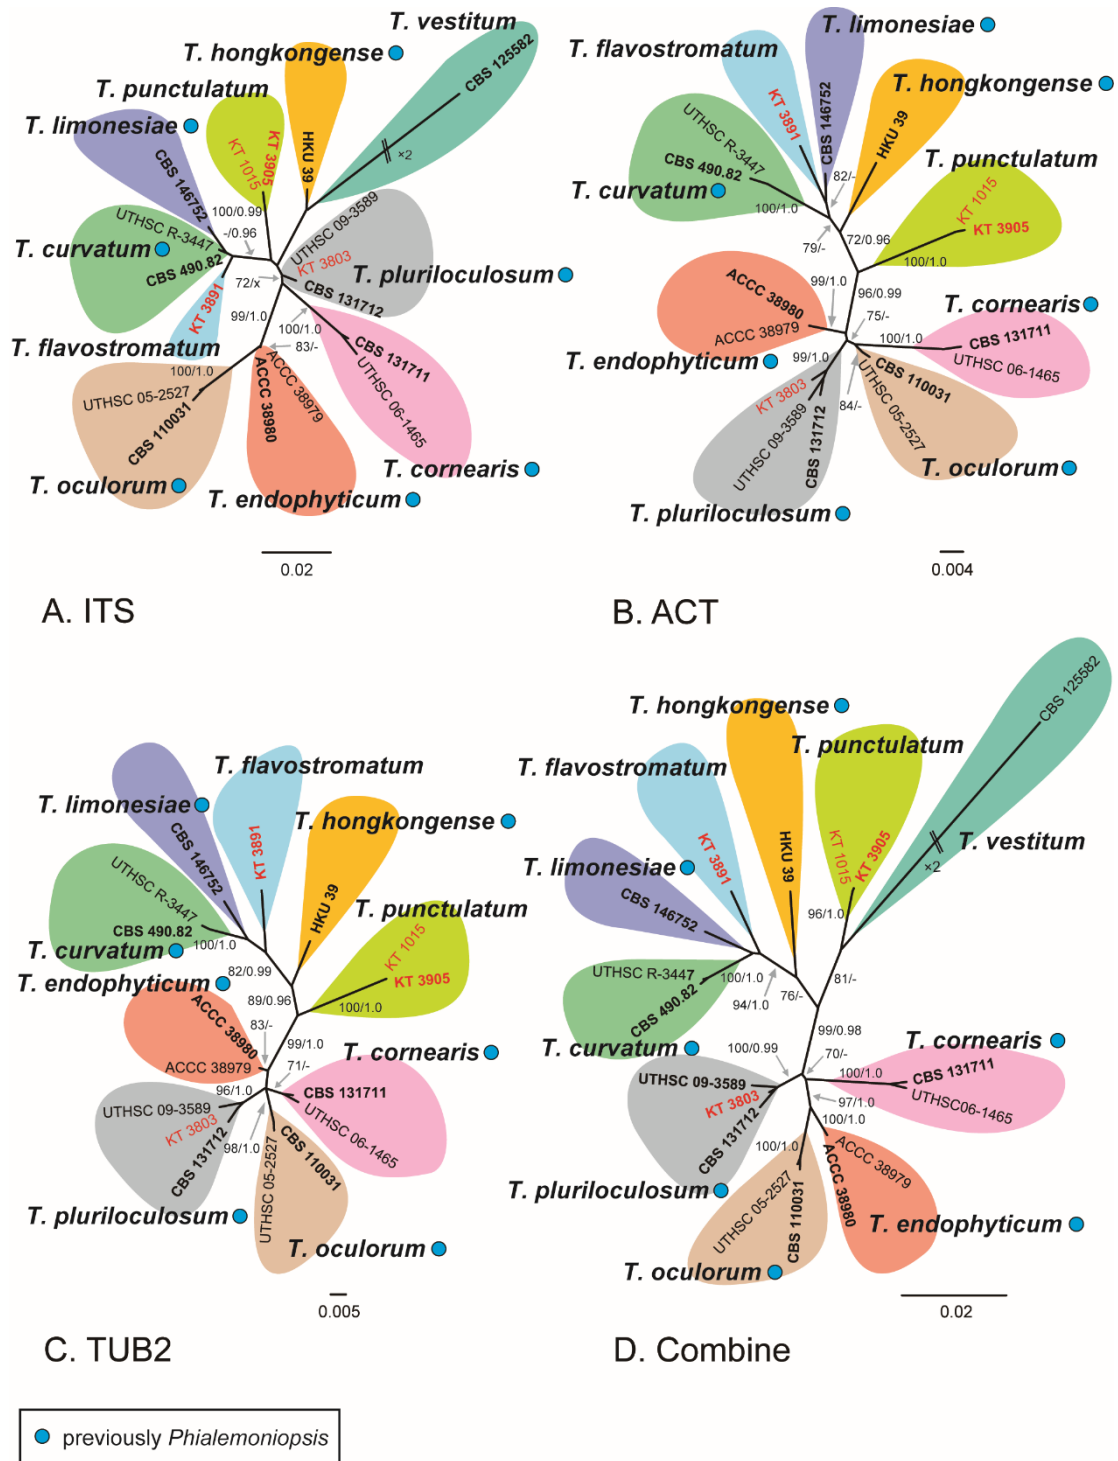 T. vestitum
T. hongkongense
CBS 125582
T. punctulatum
×2
T. limonesiae
KT 3905
KT 1015
HKU 39
CBS 146752
100/0.99
-/0.96
UTHSC R-3447
UTHSC 09-3589
T. curvatum
CBS 490.82
KT 3803
T. pluriloculosum
72/x
CBS 131712
KT 3891
99/1.0
100/1.0
T. flavostromatum
83/-
CBS 131711
100/1.0
UTHSC 05-2527
ACCC 38979
UTHSC 06-1465
CBS 110031
ACCC 38980
T. cornearis
T. oculorum
T. endophyticum
0.02
A. ITS
T. limonesiae
T. flavostromatum
T. hongkongense
KT 3891
CBS 146752
HKU 39
UTHSC R-3447
82/-
T. punctulatum
CBS 490.82
T. curvatum
KT 1015
100/1.0
KT 3905
72/0.96
79/-
100/1.0
99/1.0
96/0.99
ACCC 38980
T. cornearis
75/-
ACCC 38979
100/1.0
CBS 131711
T. endophyticum
99/1.0
UTHSC 06-1465
CBS 110031
KT 3803
UTHSC 05-2527
84/-
UTHSC 09-3589
CBS 131712
T. oculorum
T. pluriloculosum
0.004
B. ACT
T. flavostromatum
T. limonesiae
T. hongkongense
CBS 146752
KT 3891
UTHSC R-3447
HKU 39
T. punctulatum
CBS 490.82
100/1.0
T. curvatum
KT 1015
82/0.99
KT 3905
T. endophyticum
89/0.96
100/1.0
ACCC 38980
83/-
99/1.0
T. cornearis
ACCC 38979
71/-
96/1.0
CBS 131711
UTHSC 09-3589
KT 3803
UTHSC 06-1465
98/1.0
CBS 131712
CBS 110031
UTHSC 05-2527
T. pluriloculosum
T. oculorum
0.005
C. TUB2
T. hongkongense
CBS 125582
T. punctulatum
T. flavostromatum
T. vestitum
KT 3891
HKU 39
KT 1015
KT 3905
×2
T. limonesiae
CBS 146752
96/1.0
UTHSC R-3447
100/1.0
81/-
CBS 490.82
94/1.0
76/-
99/0.98
T. curvatum
100/0.99
70/-
T. cornearis
UTHSC 09-3589
100/1.0
CBS 131711
KT 3803
UTHSC06-1465
97/1.0
CBS 131712
100/1.0
100/1.0
ACCC 38979
T. pluriloculosum
UTHSC 05-2527
CBS 110031
ACCC 38980
T. endophyticum
T. oculorum
0.02
D. Combine
previously Phialemoniopsis